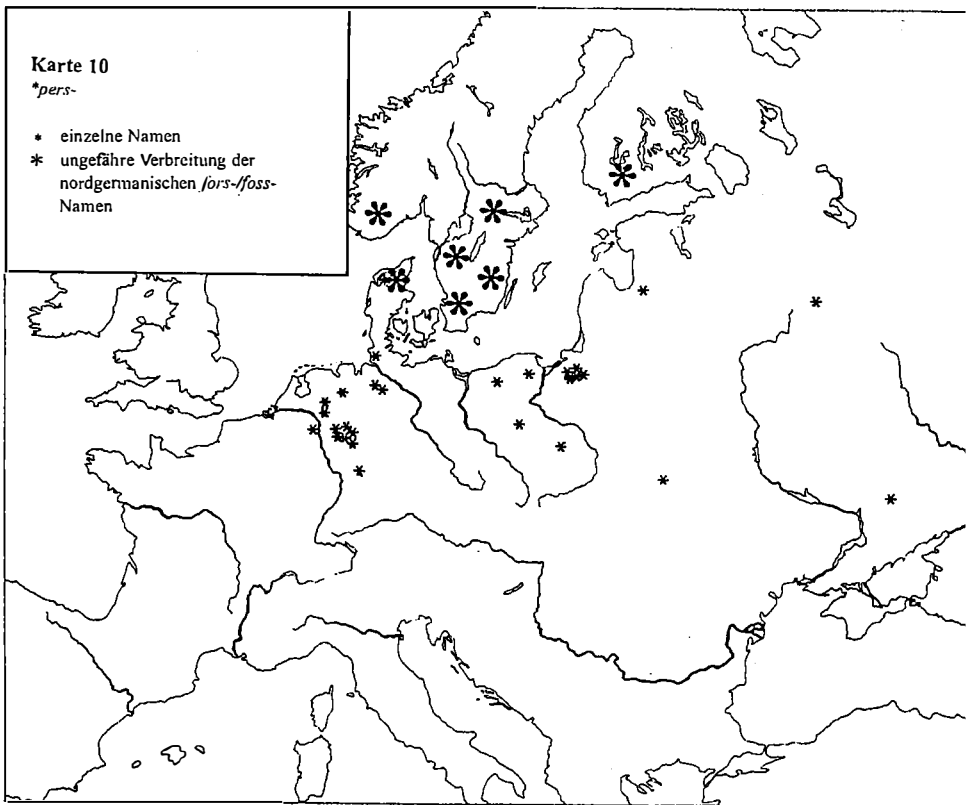 Karte 10
*pers-
* einzelne Namen
* ungefähre Verbreitung der
nordgermanischen fors-/foss-
Namen